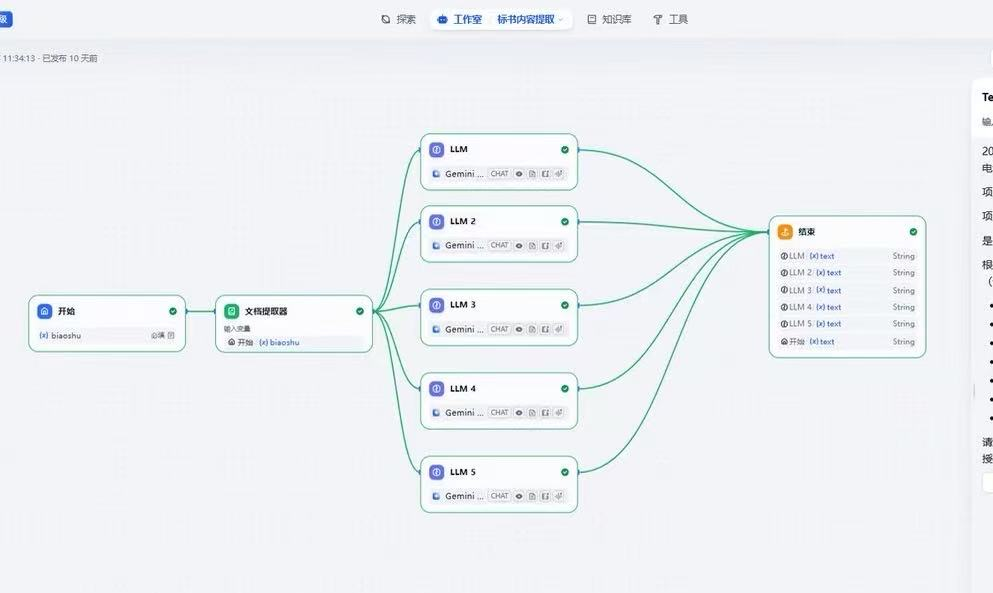 级
探索
工作室
标书内容提取
知识库
工具
11:34:13 · 已发布 10 天前
开始
(x) biaoshu
必填
文档提取器
输入变量
开始 (x) biaoshu
LLM
Gemini ... CHAT
LLM 2
Gemini ... CHAT
LLM 3
Gemini ... CHAT
LLM 4
Gemini ... CHAT
LLM 5
Gemini ... CHAT
结束
LLM (x) text String
LLM 2 (x) text String
LLM 3 (x) text String
LLM 4 (x) text String
LLM 5 (x) text String
开始 (x) text String
Te
输
20
电
项
项
是
根
（
请
授